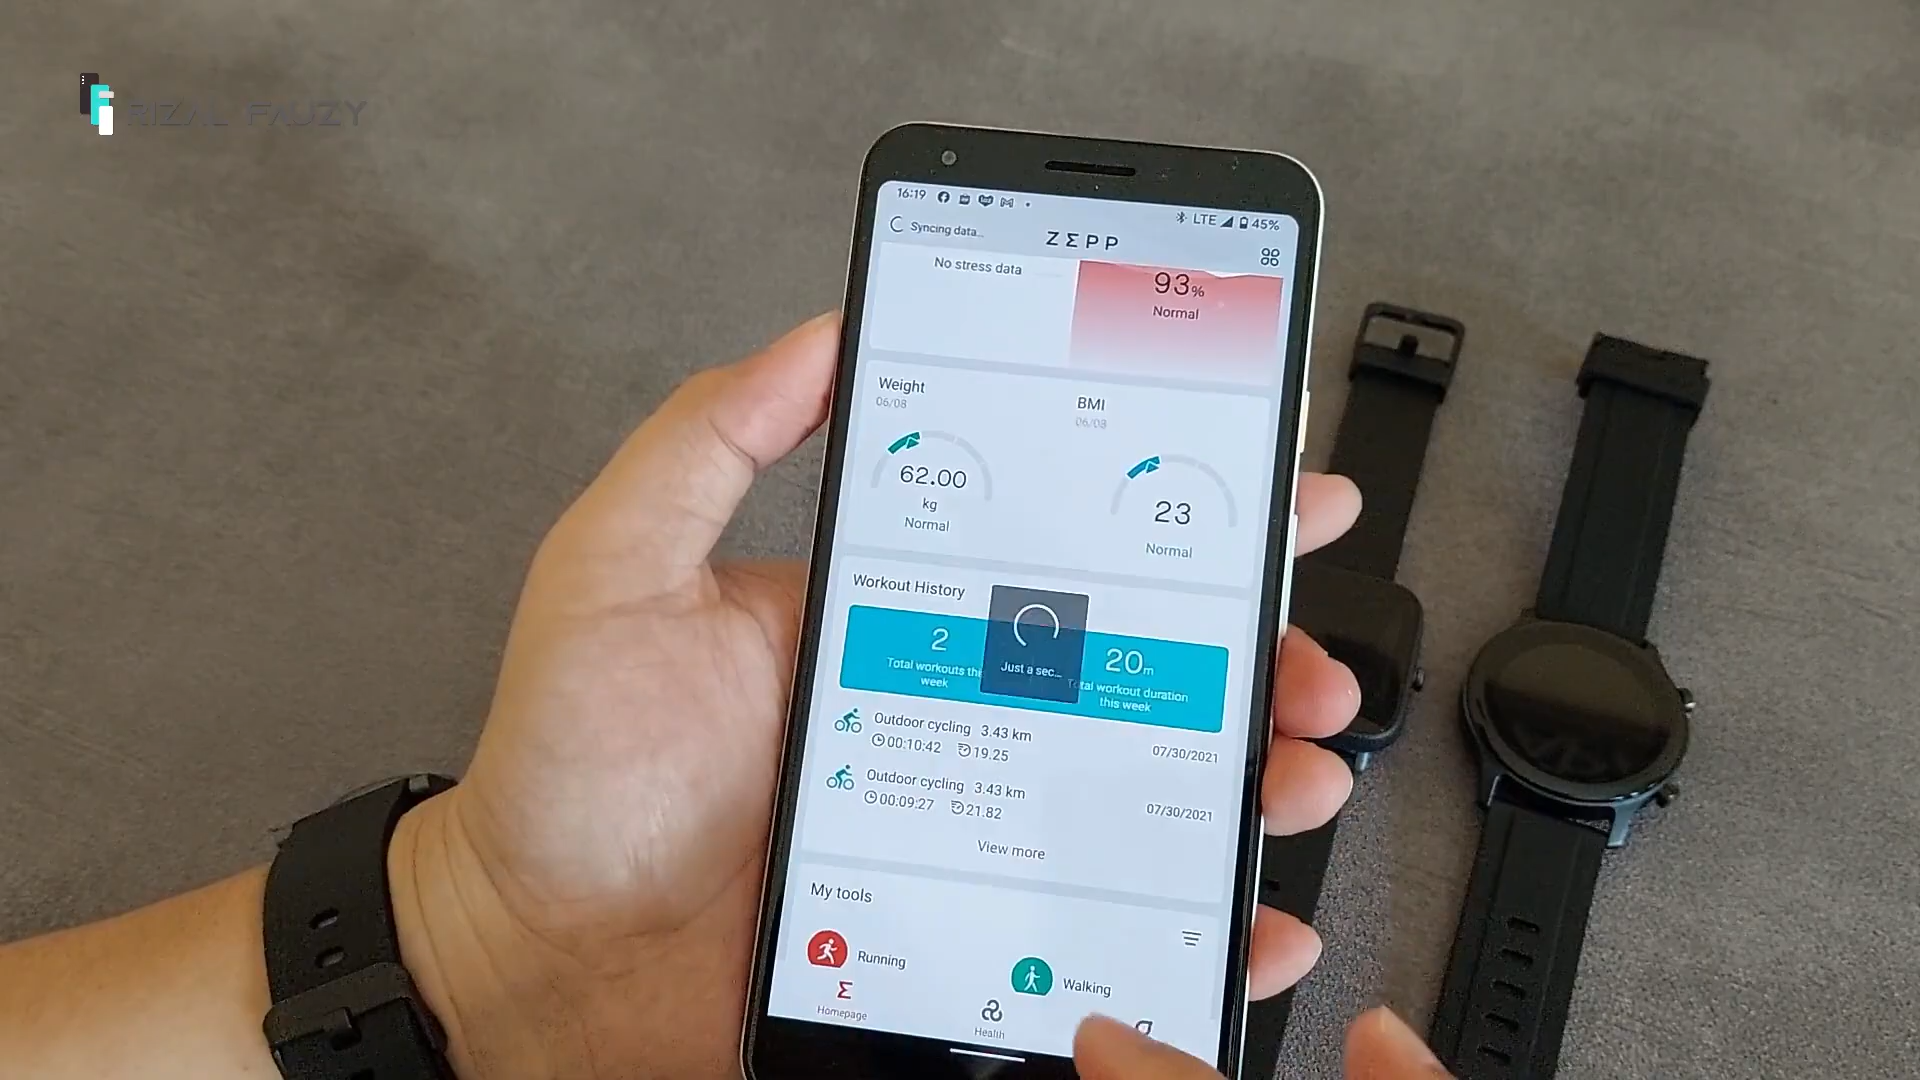 RIZAL FAUZY
16:19
LTE 45%
Syncing data...
ZΣPP
No stress data
93%
Normal
Weight
06/08
62.00
kg
Normal
BMI
06/08
23
Normal
Workout History
2
Total workouts thi
week
Just a sec...
20m
Total workout duration
this week
Outdoor cycling 3.43 km
00:10:42 19.25
07/30/2021
Outdoor cycling 3.43 km
00:09:27 21.82
07/30/2021
View more
My tools
Running
Walking
Homepage
Health